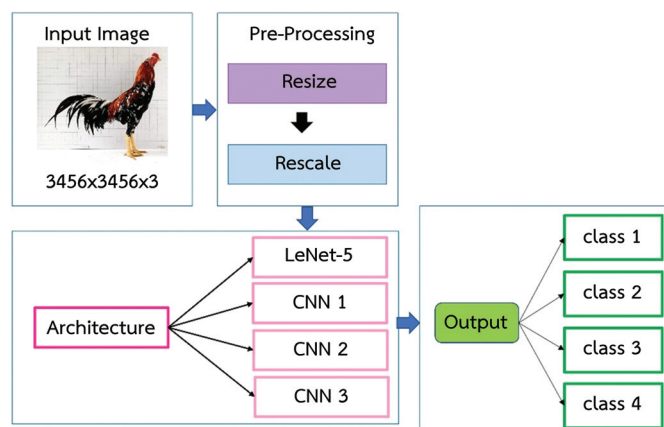 Input Image
3456x3456x3
Pre-Processing
Resize
Rescale
Architecture
LeNet-5
CNN 1
CNN 2
CNN 3
Output
class 1
class 2
class 3
class 4